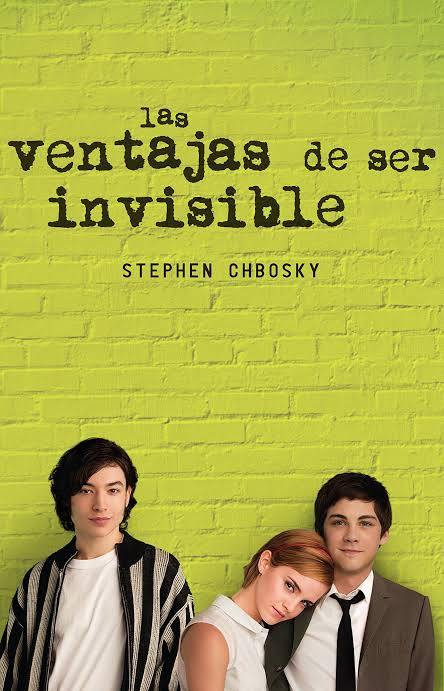 las
ventajas de ser
invisible
STEPHEN CHBOSKY